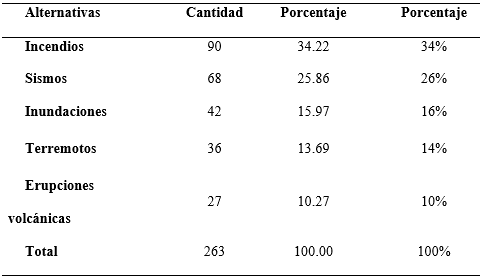 Alternativas Cantidad Porcentaje Porcentaje
Incendios 90 34.22 34%
Sismos 68 25.86 26%
Inundaciones 42 15.97 16%
Terremotos 36 13.69 14%
Erupciones
volcánicas 27 10.27 10%
Total 263 100.00 100%